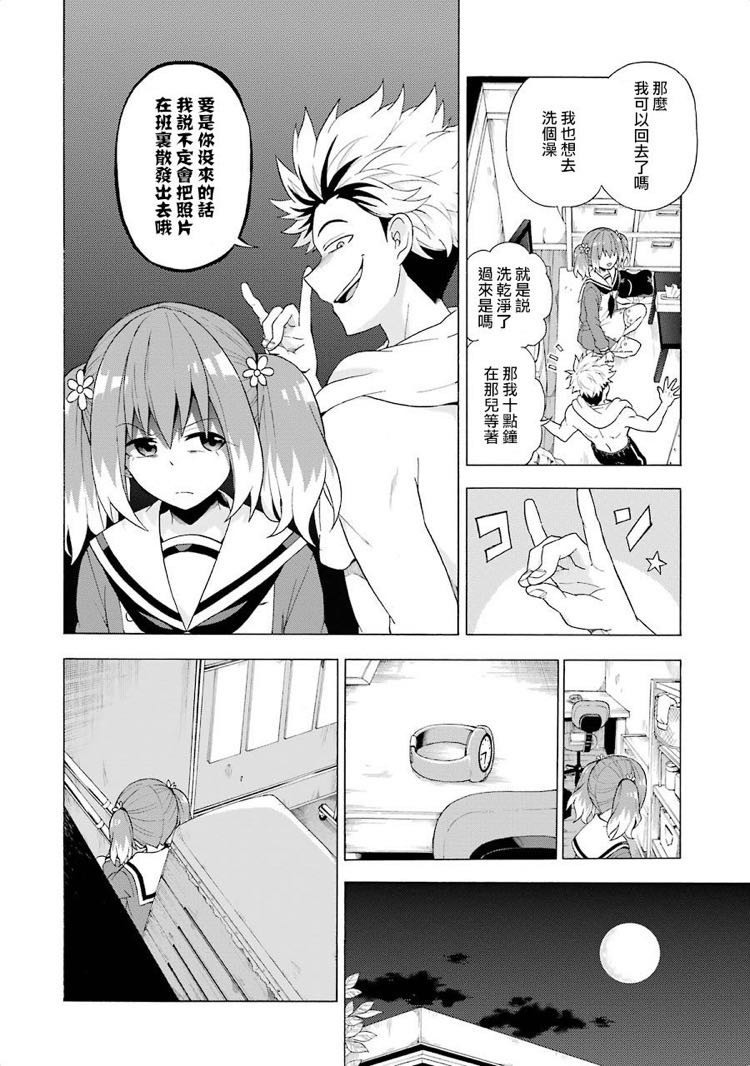 那麼
我可以回去了嗎
我也想去
洗個澡
就是說
洗乾淨了
過來是嗎
那我十點鐘
在那兒等著
コン
要是你没來的話
我説不定會把照片
在班裏散發出去哦